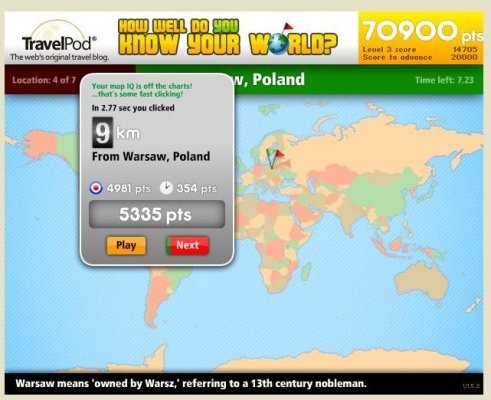 TravelPod®
The web's original travel blog.
HOW WELL DO YOU
KNOW YOUR WORLD?
70900 pts
Level 3 score 14705
Score to advance 20000
Location: 4 of 7
w, Poland
Time left: 7.23
Your map IQ is off the charts!
...that's some fast clicking!
In 2.77 sec you clicked
9 km
From Warsaw, Poland
4981 pts 354 pts
5335 pts
Play Next
Warsaw means 'owned by Warsz,' referring to a 13th century nobleman.
V1.5.2